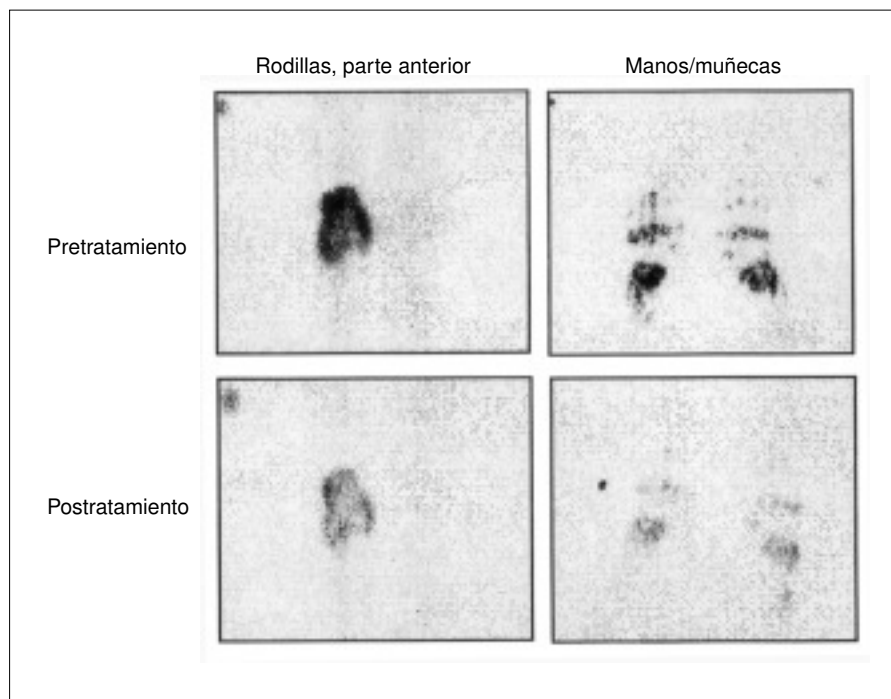 Rodillas, parte anterior
Manos/muñecas
Pretratamiento
Postratamiento